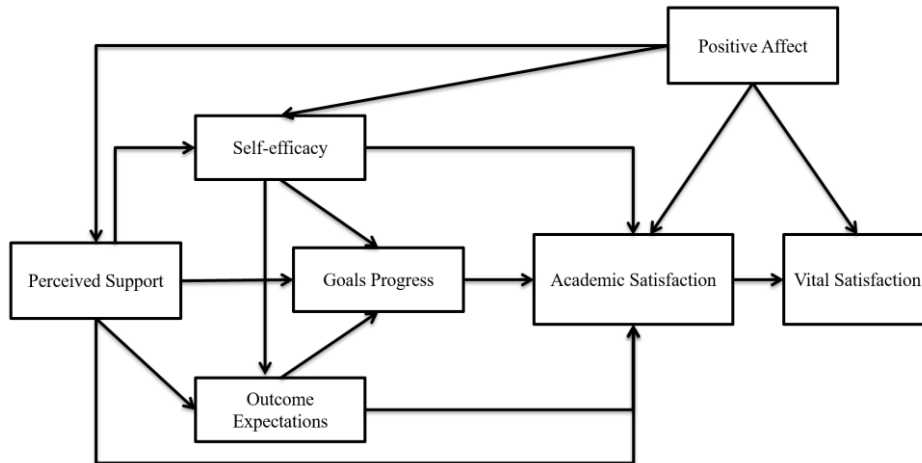 Positive Affect
Self-efficacy
Perceived Support
Goals Progress
Academic Satisfaction
Vital Satisfaction
Outcome
Expectations